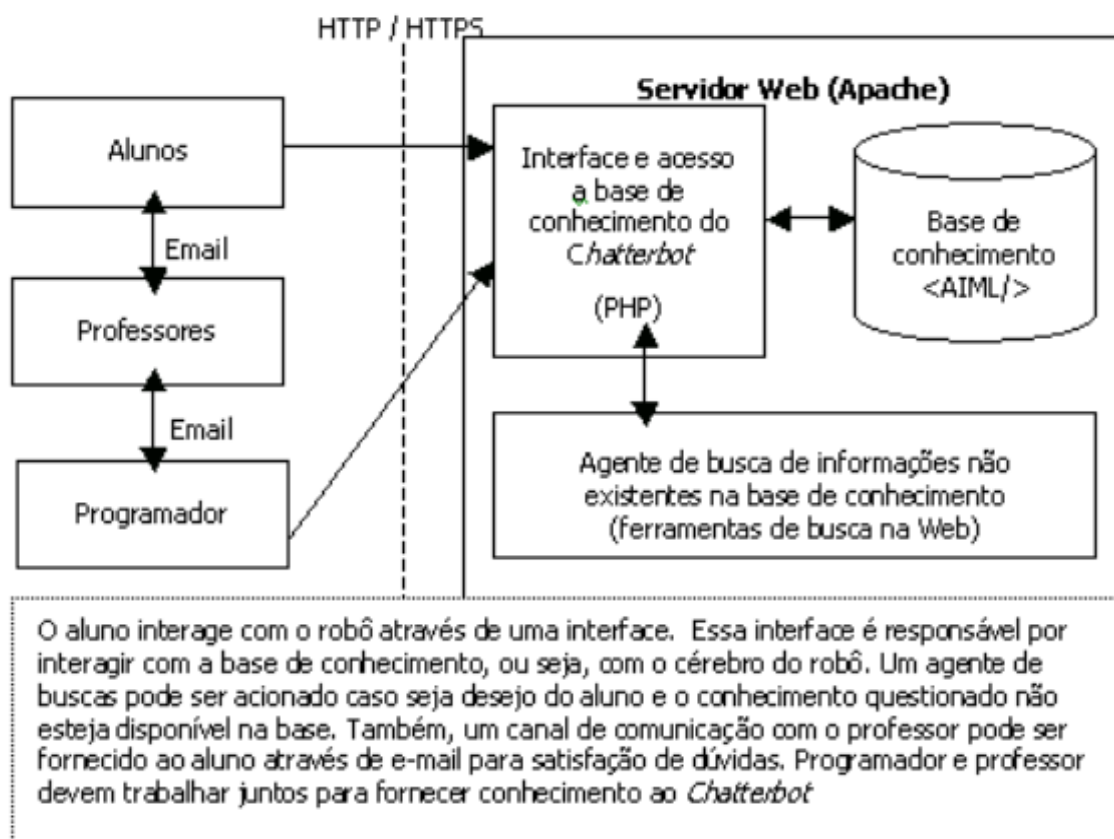 HTTP / HTTPS
Servidor Web (Apache)
Alunos
Email
Professores
Email
Programador
Interface e acesso
a base de
conhecimento do
Chatterbot
(PHP)
Base de
conhecimento
<AIML/>
Agente de busca de informações não
existentes na base de conhecimento
(ferramentas de busca na Web)
O aluno interage com o robô através de uma interface. Essa interface é responsável por
interagir com a base de conhecimento, ou seja, com o cérebro do robô. Um agente de
buscas pode ser acionado caso seja desejo do aluno e o conhecimento questionado não
esteja disponível na base. Também, um canal de comunicação com o professor pode ser
fornecido ao aluno através de e-mail para satisfação de dúvidas. Programador e professor
devem trabalhar juntos para fornecer conhecimento ao Chatterbot